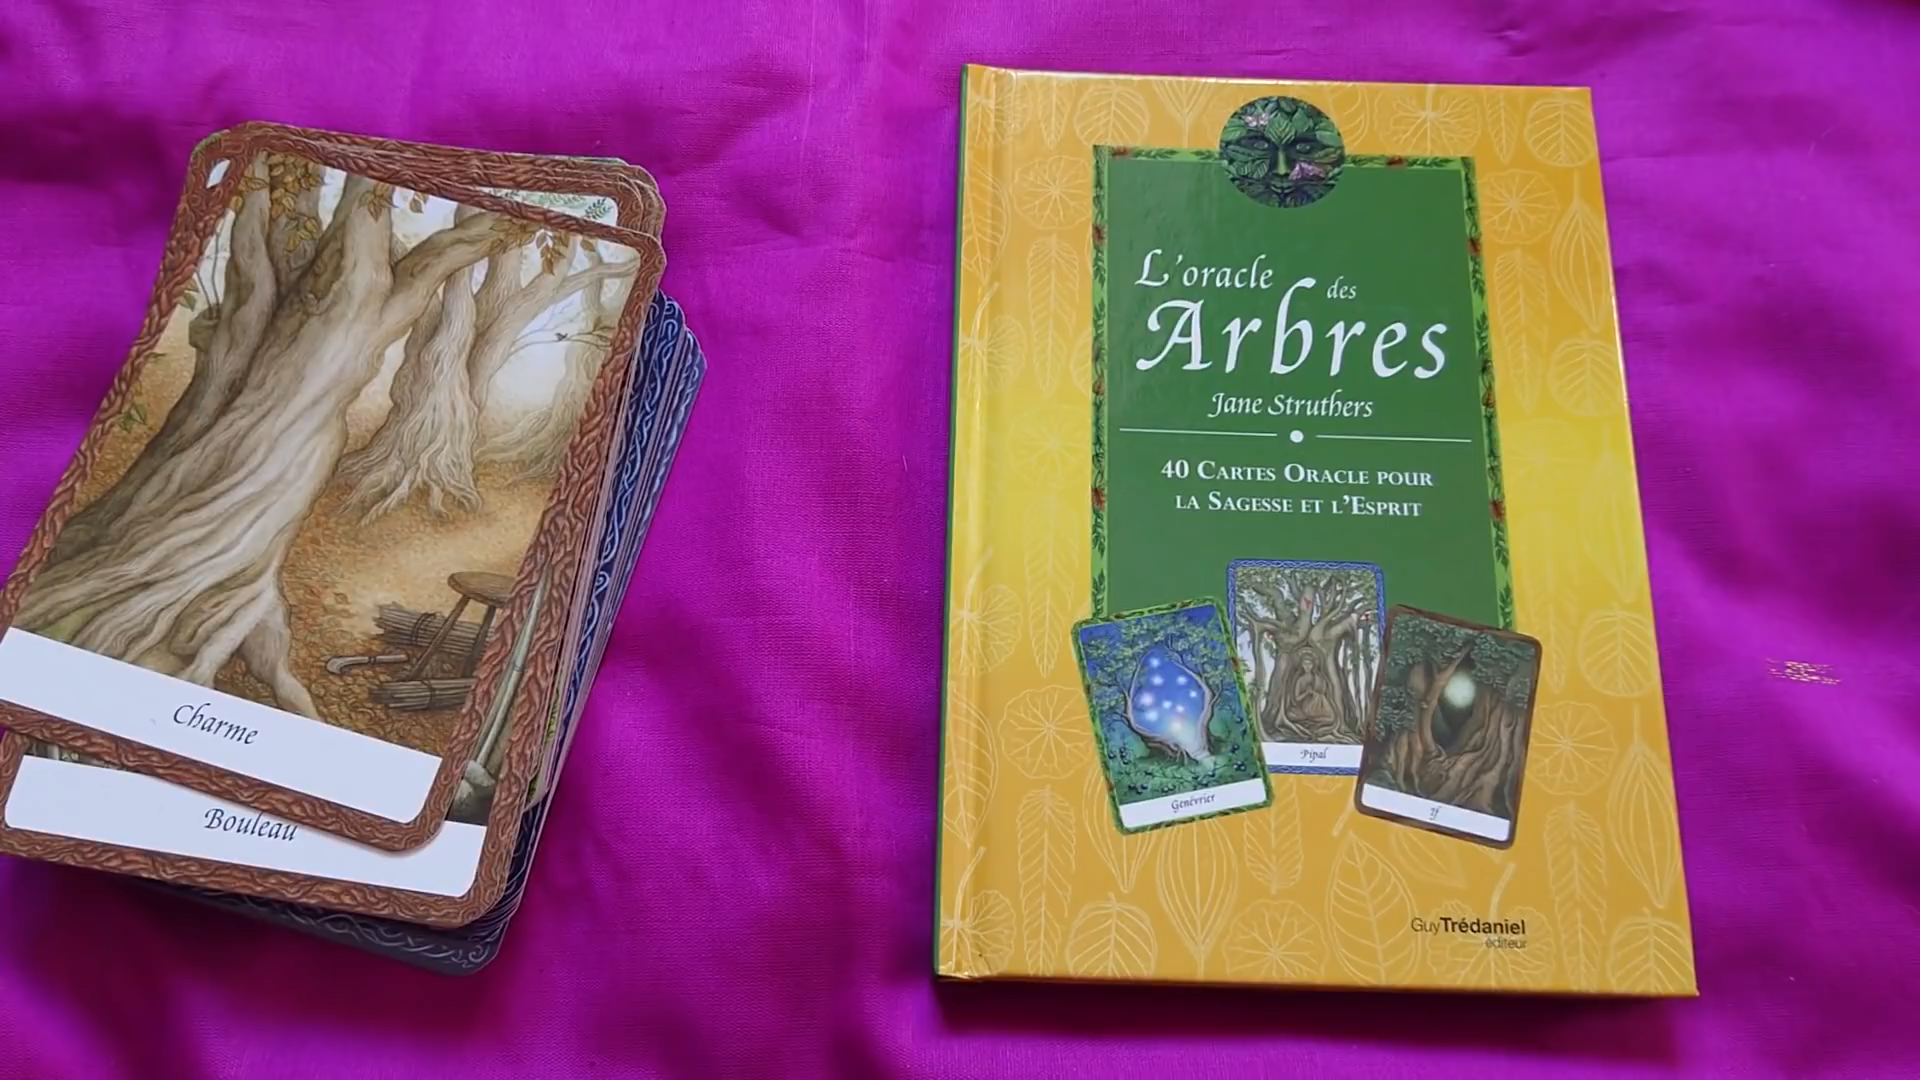 Charme
Bouleau
L'oracle des
Arbres
Jane Struthers
40 Cartes Oracle pour
la Sagesse et l'Esprit
Pipal
Genévrier
If
GuyTrédaniel
éditeur